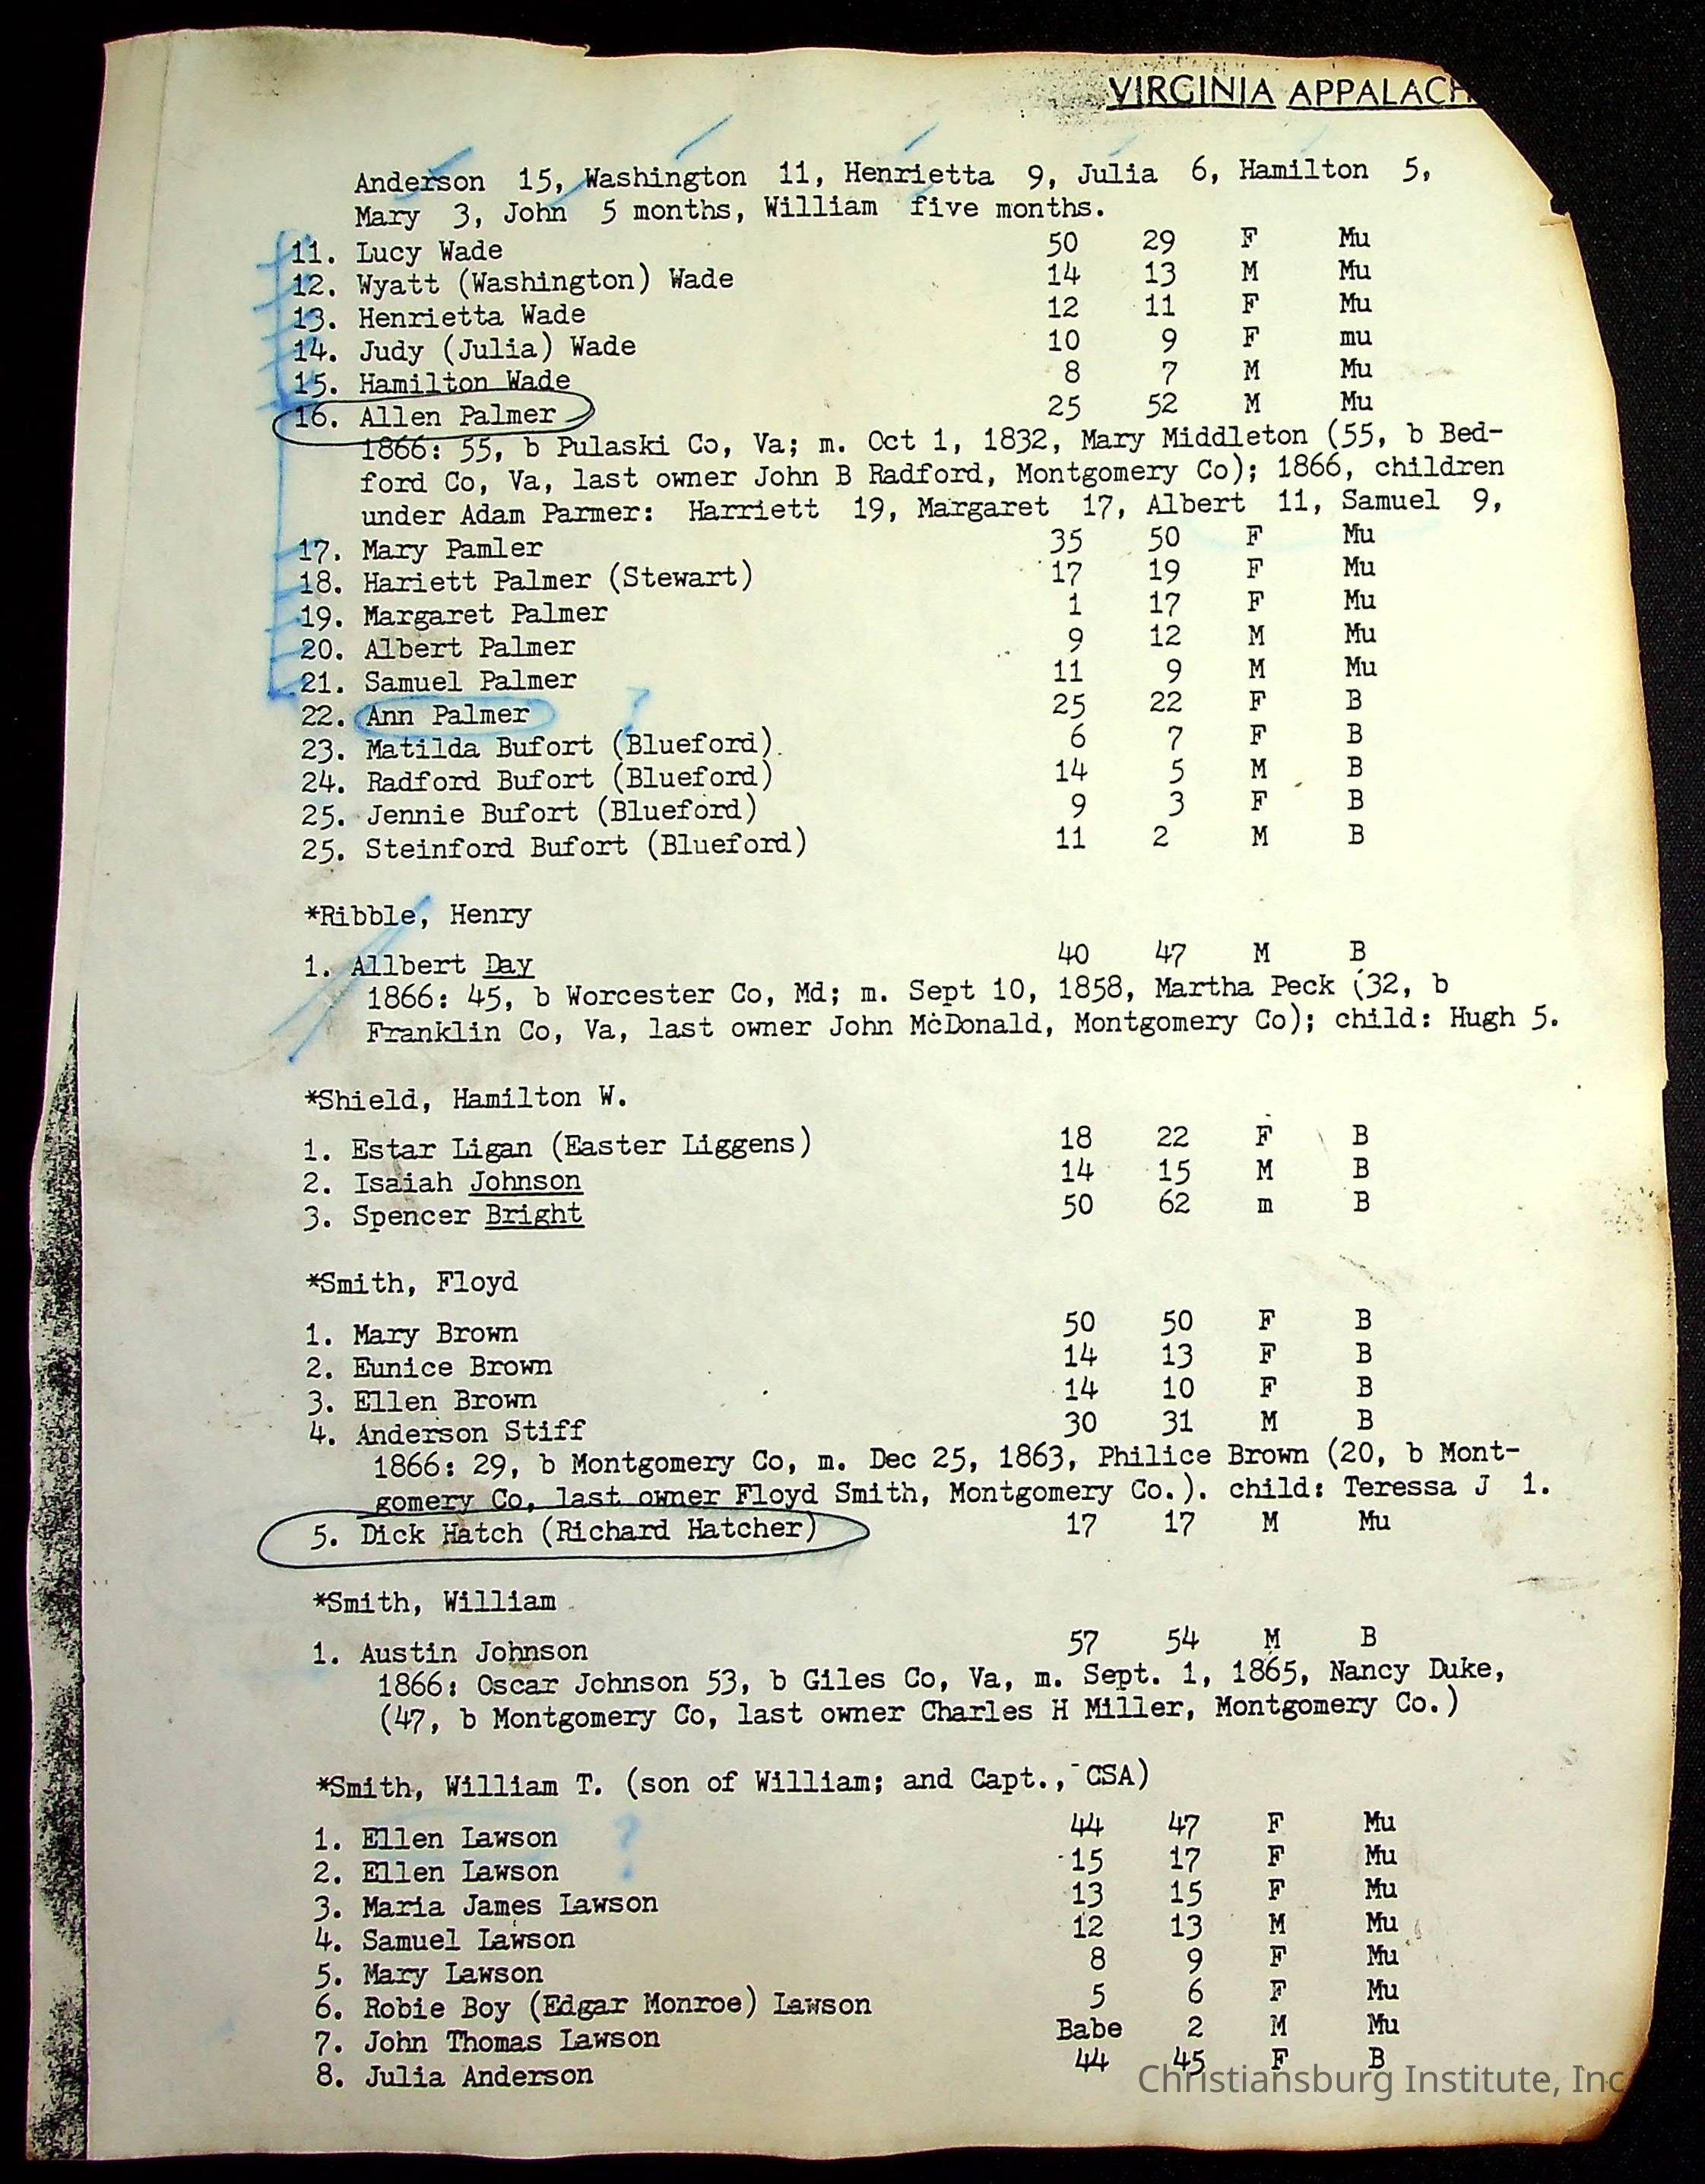 VIRGINIA APPALACH
Anderson 15, Washington 11, Henrietta 9, Julia 6, Hamilton 5,
Mary 3, John 5 months, William five months.
11. Lucy Wade 50 29 F Mu
12. Wyatt (Washington) Wade 14 13 M Mu
13. Henrietta Wade 12 11 F Mu
14. Judy (Julia) Wade 10 9 F mu
15. Hamilton Wade 8 7 M Mu
16. Allen Palmer 25 52 M Mu
1866: 55, b Pulaski Co, Va; m. Oct 1, 1832, Mary Middleton (55, b Bed-
ford Co, Va, last owner John B Radford, Montgomery Co); 1866, children
under Adam Parmer: Harriett 19, Margaret 17, Albert 11, Samuel 9,
17. Mary Pamler 35 50 F Mu
18. Hariett Palmer (Stewart) 17 19 F Mu
19. Margaret Palmer 1 17 F Mu
20. Albert Palmer 9 12 M Mu
21. Samuel Palmer 11 9 M Mu
22. Ann Palmer ? 25 22 F B
23. Matilda Bufort (Blueford). 6 7 F B
24. Radford Bufort (Blueford) 14 5 M B
25. Jennie Bufort (Blueford) 9 3 F B
25. Steinford Bufort (Blueford) 11 2 M B
*Ribble, Henry
1. Allbert Day 40 47 M B
1866: 45, b Worcester Co, Md; m. Sept 10, 1858, Martha Peck (32, b
Franklin Co, Va, last owner John McDonald, Montgomery Co); child: Hugh 5.
*Shield, Hamilton W.
1. Estar Ligan (Easter Liggens) 18 22 F B
2. Isaiah Johnson 14 15 M B
3. Spencer Bright 50 62 m B
*Smith, Floyd
1. Mary Brown 50 50 F B
2. Eunice Brown 14 13 F B
3. Ellen Brown 14 10 F B
4. Anderson Stiff 30 31 M B
1866: 29, b Montgomery Co, m. Dec 25, 1863, Philice Brown (20, b Mont-
gomery Co, last owner Floyd Smith, Montgomery Co.). child: Teressa J 1.
5. Dick Hatch (Richard Hatcher) 17 17 M Mu
*Smith, William
1. Austin Johnson 57 54 M B
1866: Oscar Johnson 53, b Giles Co, Va, m. Sept. 1, 1865, Nancy Duke,
(47, b Montgomery Co, last owner Charles H Miller, Montgomery Co.)
*Smith, William T. (son of William; and Capt., CSA)
1. Ellen Lawson ? 44 47 F Mu
2. Ellen Lawson 15 17 F Mu
3. Maria James Lawson 13 15 F Mu
4. Samuel Lawson 12 13 M Mu
5. Mary Lawson 8 9 F Mu
6. Robie Boy (Edgar Monroe) Lawson 5 6 F Mu
7. John Thomas Lawson Babe 2 M Mu
8. Julia Anderson 44 45 F B
Christiansburg Institute, Inc